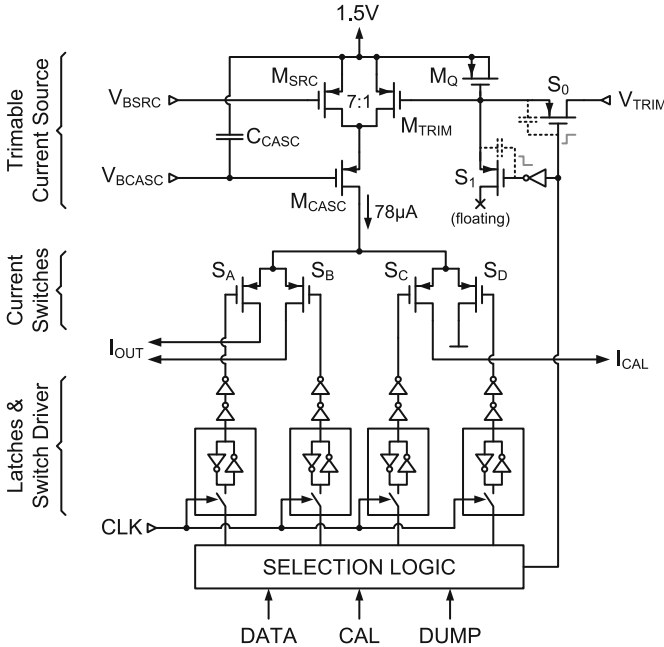 1.5V
Trimable
Current Source
M_SRC
M_Q
S_0
V_BSRC
7:1
V_TRIM
M_TRIM
C_CASC
V_BCASC
S_1
M_CASC
78µA
(floating)
Current
Switches
S_A
S_B
S_C
S_D
I_OUT
I_CAL
Latches &
Switch Driver
CLK
SELECTION LOGIC
DATA
CAL
DUMP